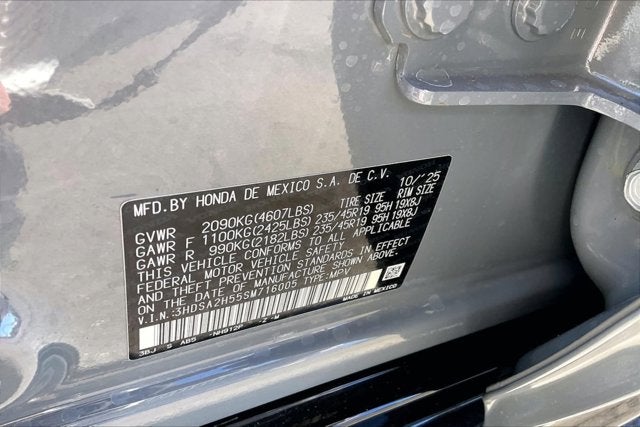 MFD.BY HONDA DE MEXICO S.A. DE C.V. 10/'25
TIRE SIZE RIM SIZE
GVWR 2090KG(4607LBS)
GAWR F 1100KG(2425LBS) 235/45R19 95H 19X8J
GAWR R 990KG(2182LBS) 235/45R19 95H 19X8J
THIS VEHICLE CONFORMS TO ALL APPLICABLE
FEDERAL MOTOR VEHICLE SAFETY
AND THEFT PREVENTION STANDARDS IN EFFECT
ON THE DATE OF MANUFACTURE SHOWN ABOVE.
V.I.N.:3HDSA2H55SM716005 TYPE:MPV
MADE IN MEXICO
3BJ S AB5 -NH912P -Z-M